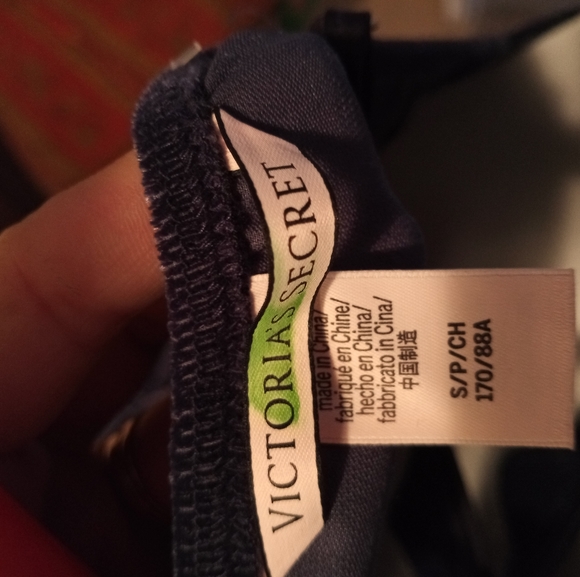 VICTORIA'S SECRET
made in China/
fabriqué en Chine/
hecho en China/
fabbricato in Cina/
中国制造
S/P/CH
170/88A